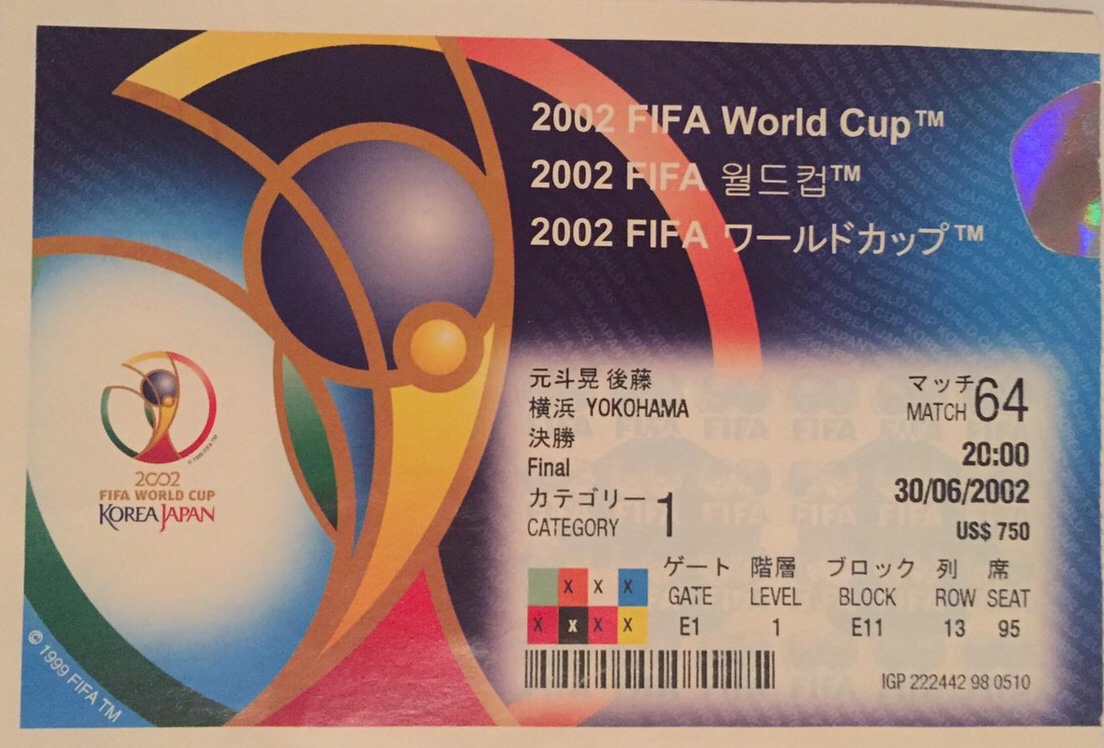 2002 FIFA World Cup™
2002 FIFA 월드컵™
2002 FIFA ワールドカップ™
元斗晃 後藤
横浜 YOKOHAMA
決勝
Final
カテゴリー 1
CATEGORY
マッチ 64
MATCH
20:00
30/06/2002
US$ 750
X X X
X X X X
ゲート 階層 ブロック 列 席
GATE LEVEL BLOCK ROW SEAT
E1 1 E11 13 95
IGP 222442 98 0510
© 1999 FIFA TM
2002
FIFA WORLD CUP
KOREA JAPAN
© 1999 FIFA TM